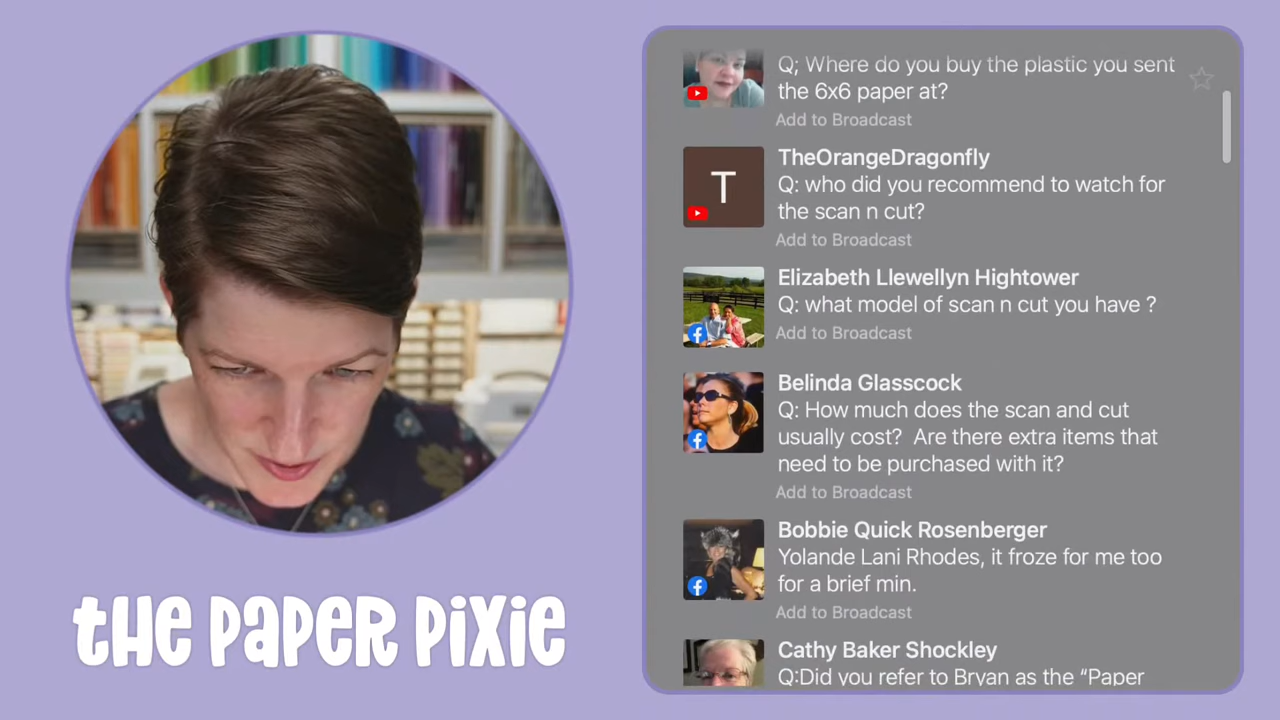 Q; Where do you buy the plastic you sent
the 6x6 paper at?
Add to Broadcast
TheOrangeDragonfly
T
Q: who did you recommend to watch for
the scan n cut?
Add to Broadcast
Elizabeth Llewellyn Hightower
Q: what model of scan n cut you have ?
Add to Broadcast
Belinda Glasscock
Q: How much does the scan and cut
usually cost?  Are there extra items that
need to be purchased with it?
Add to Broadcast
Bobbie Quick Rosenberger
Yolande Lani Rhodes, it froze for me too
for a brief min.
Add to Broadcast
Cathy Baker Shockley
Q:Did you refer to Bryan as the “Paper
the paper pixie